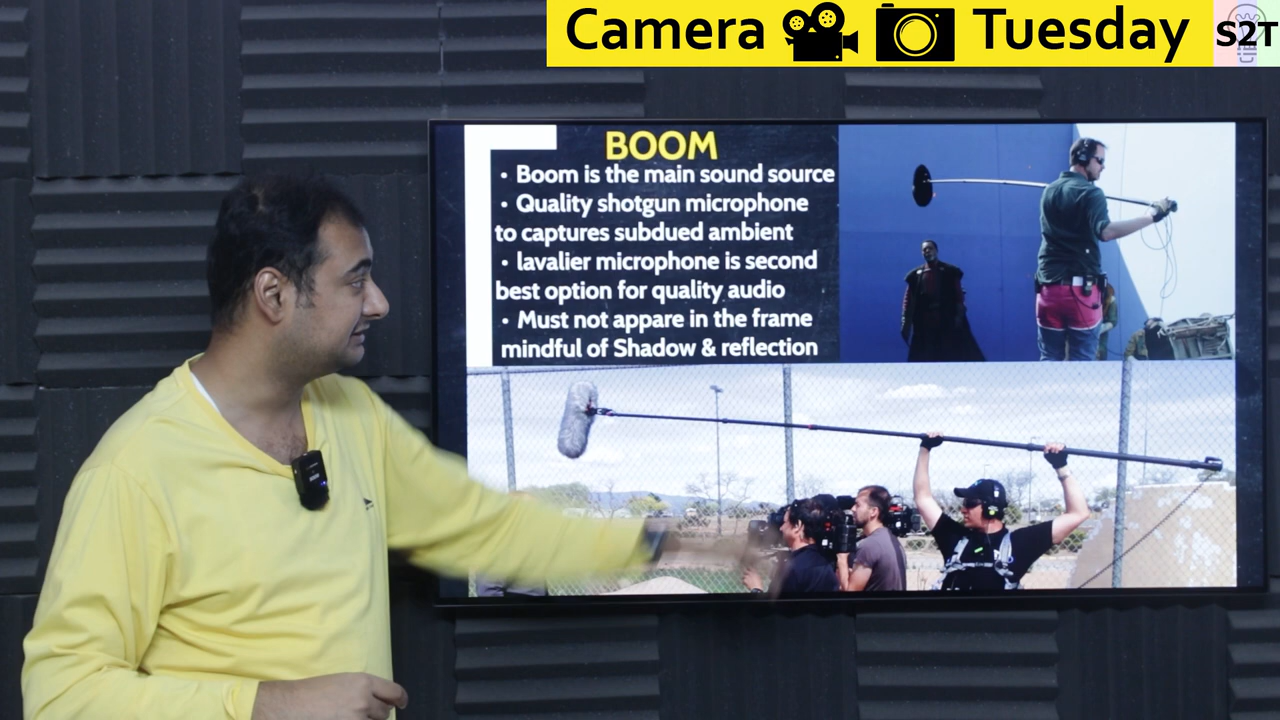 Camera Tuesday
S2T
BOOM
• Boom is the main sound source
• Quality shotgun microphone
to captures subdued ambient
• lavalier microphone is second
best option for quality audio
• Must not appare in the frame
mindful of Shadow & reflection